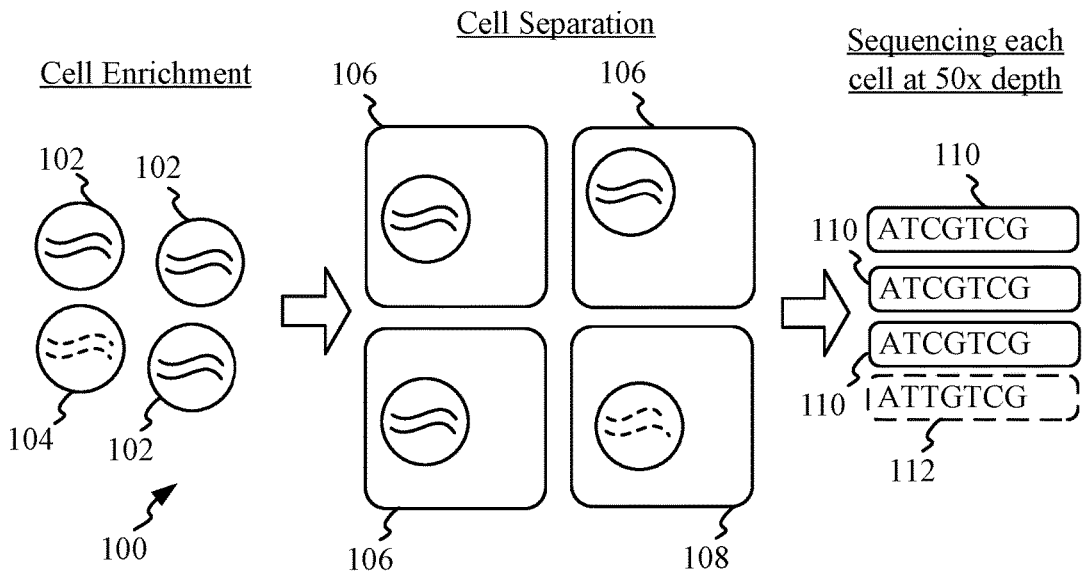 Cell Enrichment
Cell Separation
Sequencing each
cell at 50x depth
102
102
104
102
100
106
106
106
108
110
ATCGTCG
110
ATCGTCG
ATCGTCG
110
ATTGTCG
112